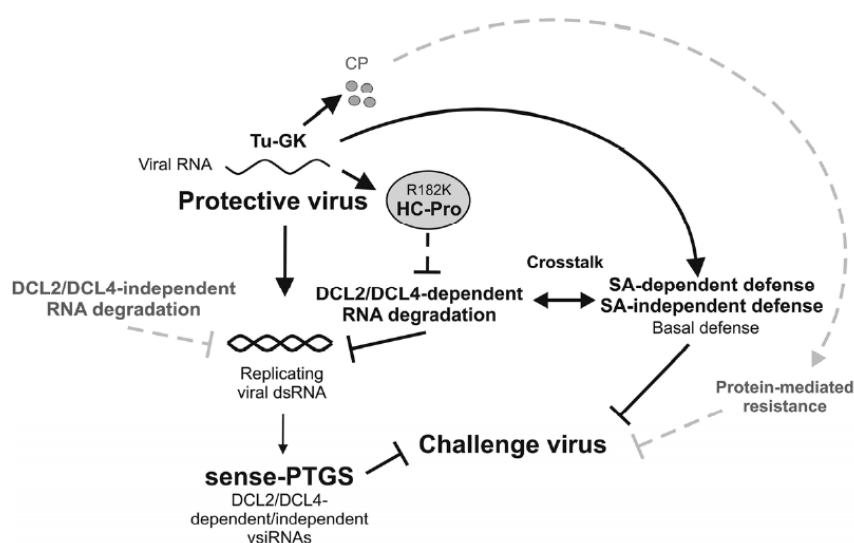 CP
Tu-GK
Viral RNA
Protective virus
R182K
HC-Pro
Crosstalk
DCL2/DCL4-independent
RNA degradation
DCL2/DCL4-dependent
RNA degradation
SA-dependent defense
SA-independent defense
Basal defense
Replicating
viral dsRNA
Protein-mediated
resistance
Challenge virus
sense-PTGS
DCL2/DCL4-
dependent/independent
vsiRNAs